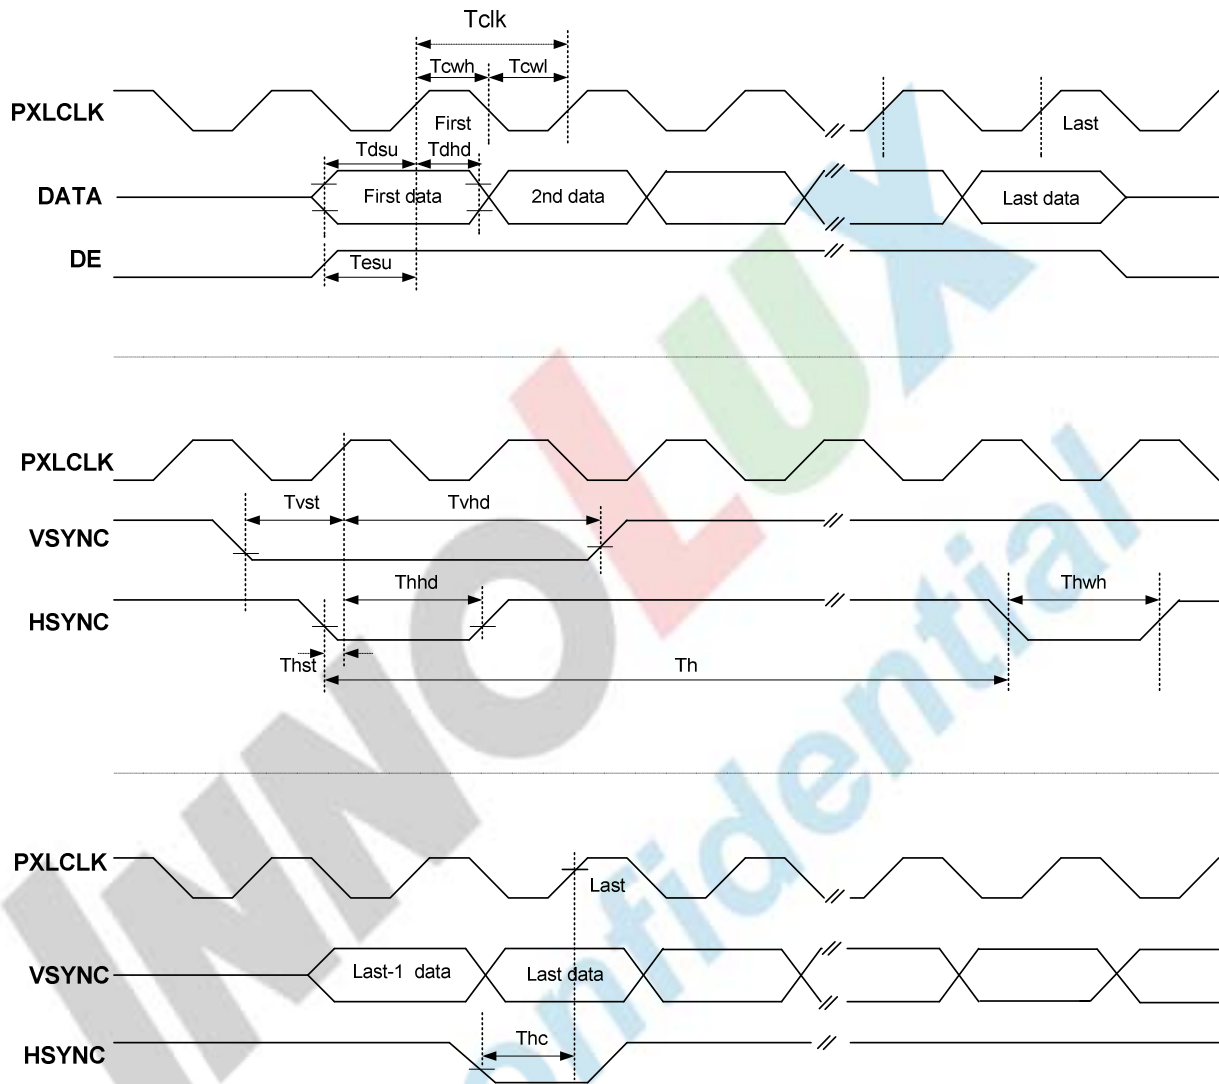 Tclk
Tcwh Tcwl
PXLCLK
First
Last
Tdsu Tdhd
DATA
First data
2nd data
Last data
DE
Tesu
PXLCLK
Tvst
Tvhd
VSYNC
Thhd
Thwh
HSYNC
Thst
Th
PXLCLK
Last
VSYNC
Last-1 data
Last data
Thc
HSYNC
INNOLUX
onfidential